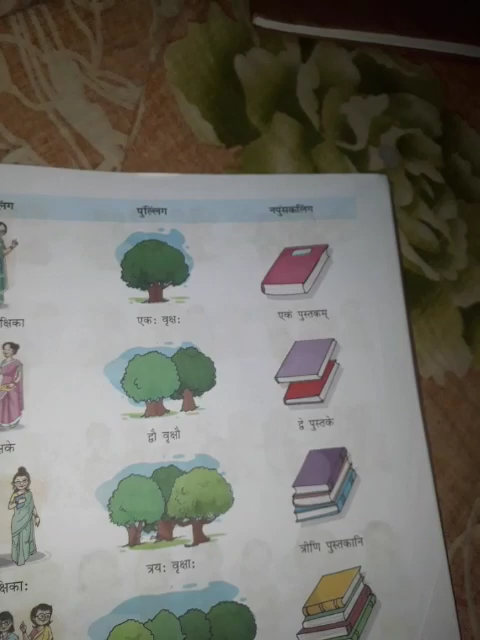 पुल्लिंग नपुंसकलिंग
एकः वृक्षः एकं पुस्तकम्
द्वौ वृक्षौ द्वे पुस्तके
त्रयः वृक्षाः त्रीणि पुस्तकानि